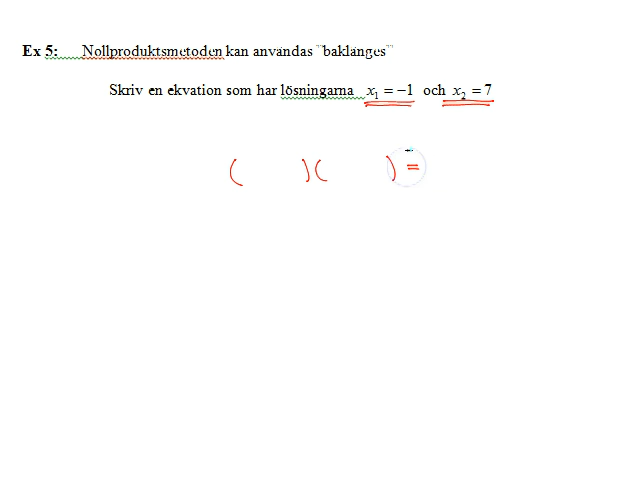 Ex 5: Nollproduktsmetoden kan användas ”baklänges”
Skriv en ekvation som har lösningarna x₁ = −1 och x₂ = 7
( )( ) =